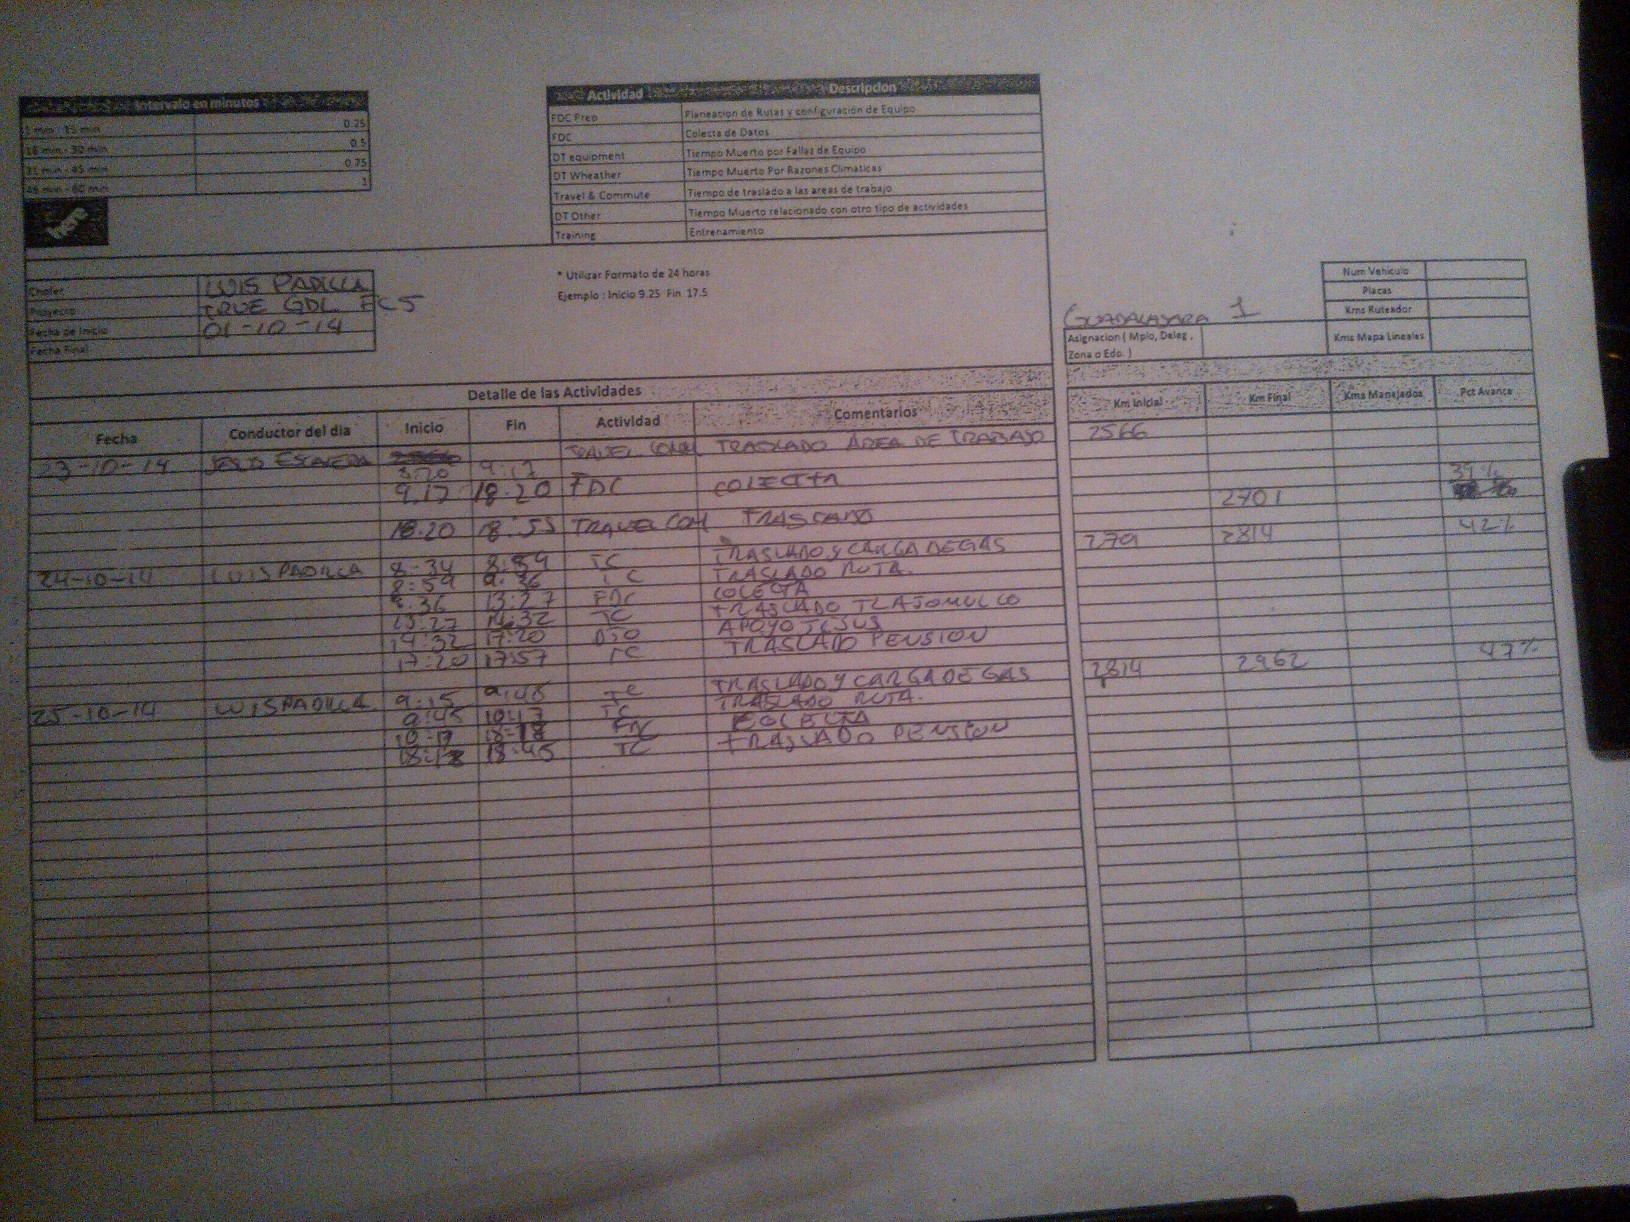 Intervalo en minutos
1 min - 15 min 0.25
16 min - 30 min 0.5
31 min - 45 min 0.75
46 min - 60 min 1
Actividad Descripcion
FDC Prep Planeacion de Rutas y configuración de Equipo
FDC Colecta de Datos
DT equipment Tiempo Muerto por Fallas de Equipo
DT Wheather Tiempo Muerto Por Razones Climaticas
Travel & Commute Tiempo de traslado a las areas de trabajo
DT Other Tiempo Muerto relacionado con otro tipo de actividades
Training Entrenamiento
* Utilizar Formato de 24 horas
Ejemplo : Inicio 9.25 Fin 17.5
Chofer LUIS PADILLA
Proyecto TRUE GDL FC5
Fecha de Inicio 01-10-14
Fecha Final
GUADALAJARA 1
Asignacion ( Mpio, Deleg , Zona o Edo. )
Num Vehiculo
Placas
Kms Ruteador
Kms Mapa Lineales
Detalle de las Actividades
Fecha Conductor del dia Inicio Fin Actividad Comentarios Km Inicial Km Final Kms Manejados Pct Avance
23-10-14 JESUS 9:17 TRAVEL COMM TRASLADO AREA DE TRABAJO 2566
9:17 18:20 FDC COLECTA 2701 39%
18:20 18:55 TRAVEL COM TRASLADO
24-10-14 LUIS PADILLA 8:34 8:59 TC TRASLADO Y CARGA DE GAS 2814 42%
8:59 9:36 TC TRASLADO RUTA.
9:36 13:27 FDC COLECTA
13:27 14:32 TC TRASLADO TLAJOMULCO
14:32 17:20 DTO APOYO JESUS
17:20 17:57 TC TRASLADO PENSION
25-10-14 LUIS PADILLA 9:15 9:45 TC TRASLADO Y CARGA DE GAS 2814 2962 47%
9:45 10:17 TC TRASLADO RUTA.
10:17 18:18 FDC COLECTA
18:18 18:45 TC TRASLADO PENSION